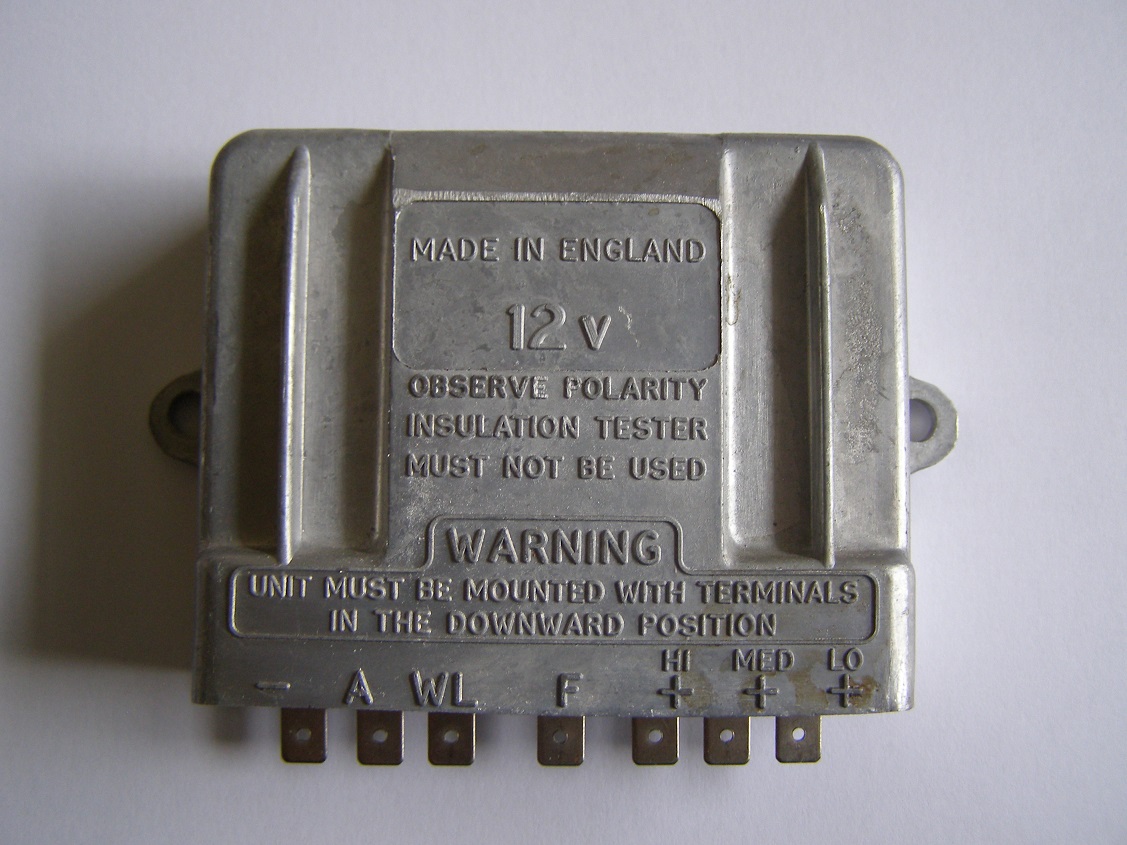 MADE IN ENGLAND
12 V
OBSERVE POLARITY
INSULATION TESTER
MUST NOT BE USED
WARNING
UNIT MUST BE MOUNTED WITH TERMINALS
IN THE DOWNWARD POSITION
HI MED LO
- A WL F + + +